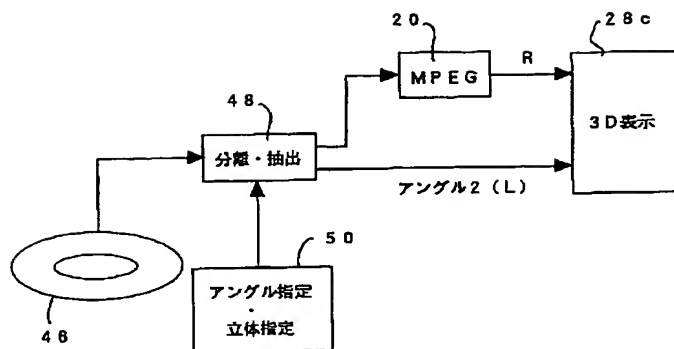 20
28c
MPEG
R
48
3D表示
分離・抽出
アングル2（L）
50
アングル指定
・
立体指定
46